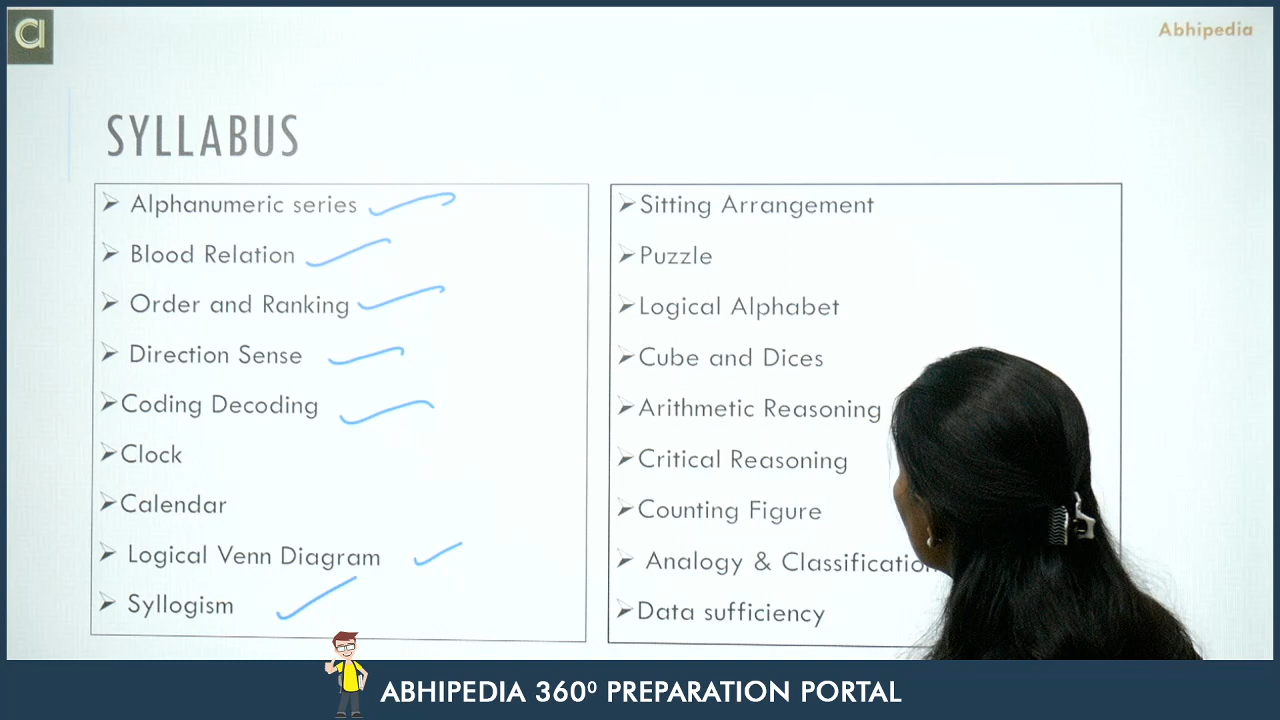 Abhipedia
SYLLABUS
Alphanumeric series
Blood Relation
Order and Ranking
Direction Sense
Coding Decoding
Clock
Calendar
Logical Venn Diagram
Syllogism
Sitting Arrangement
Puzzle
Logical Alphabet
Cube and Dices
Arithmetic Reasoning
Critical Reasoning
Counting Figure
Analogy & Classification
Data sufficiency
ABHIPEDIA 360⁰ PREPARATION PORTAL